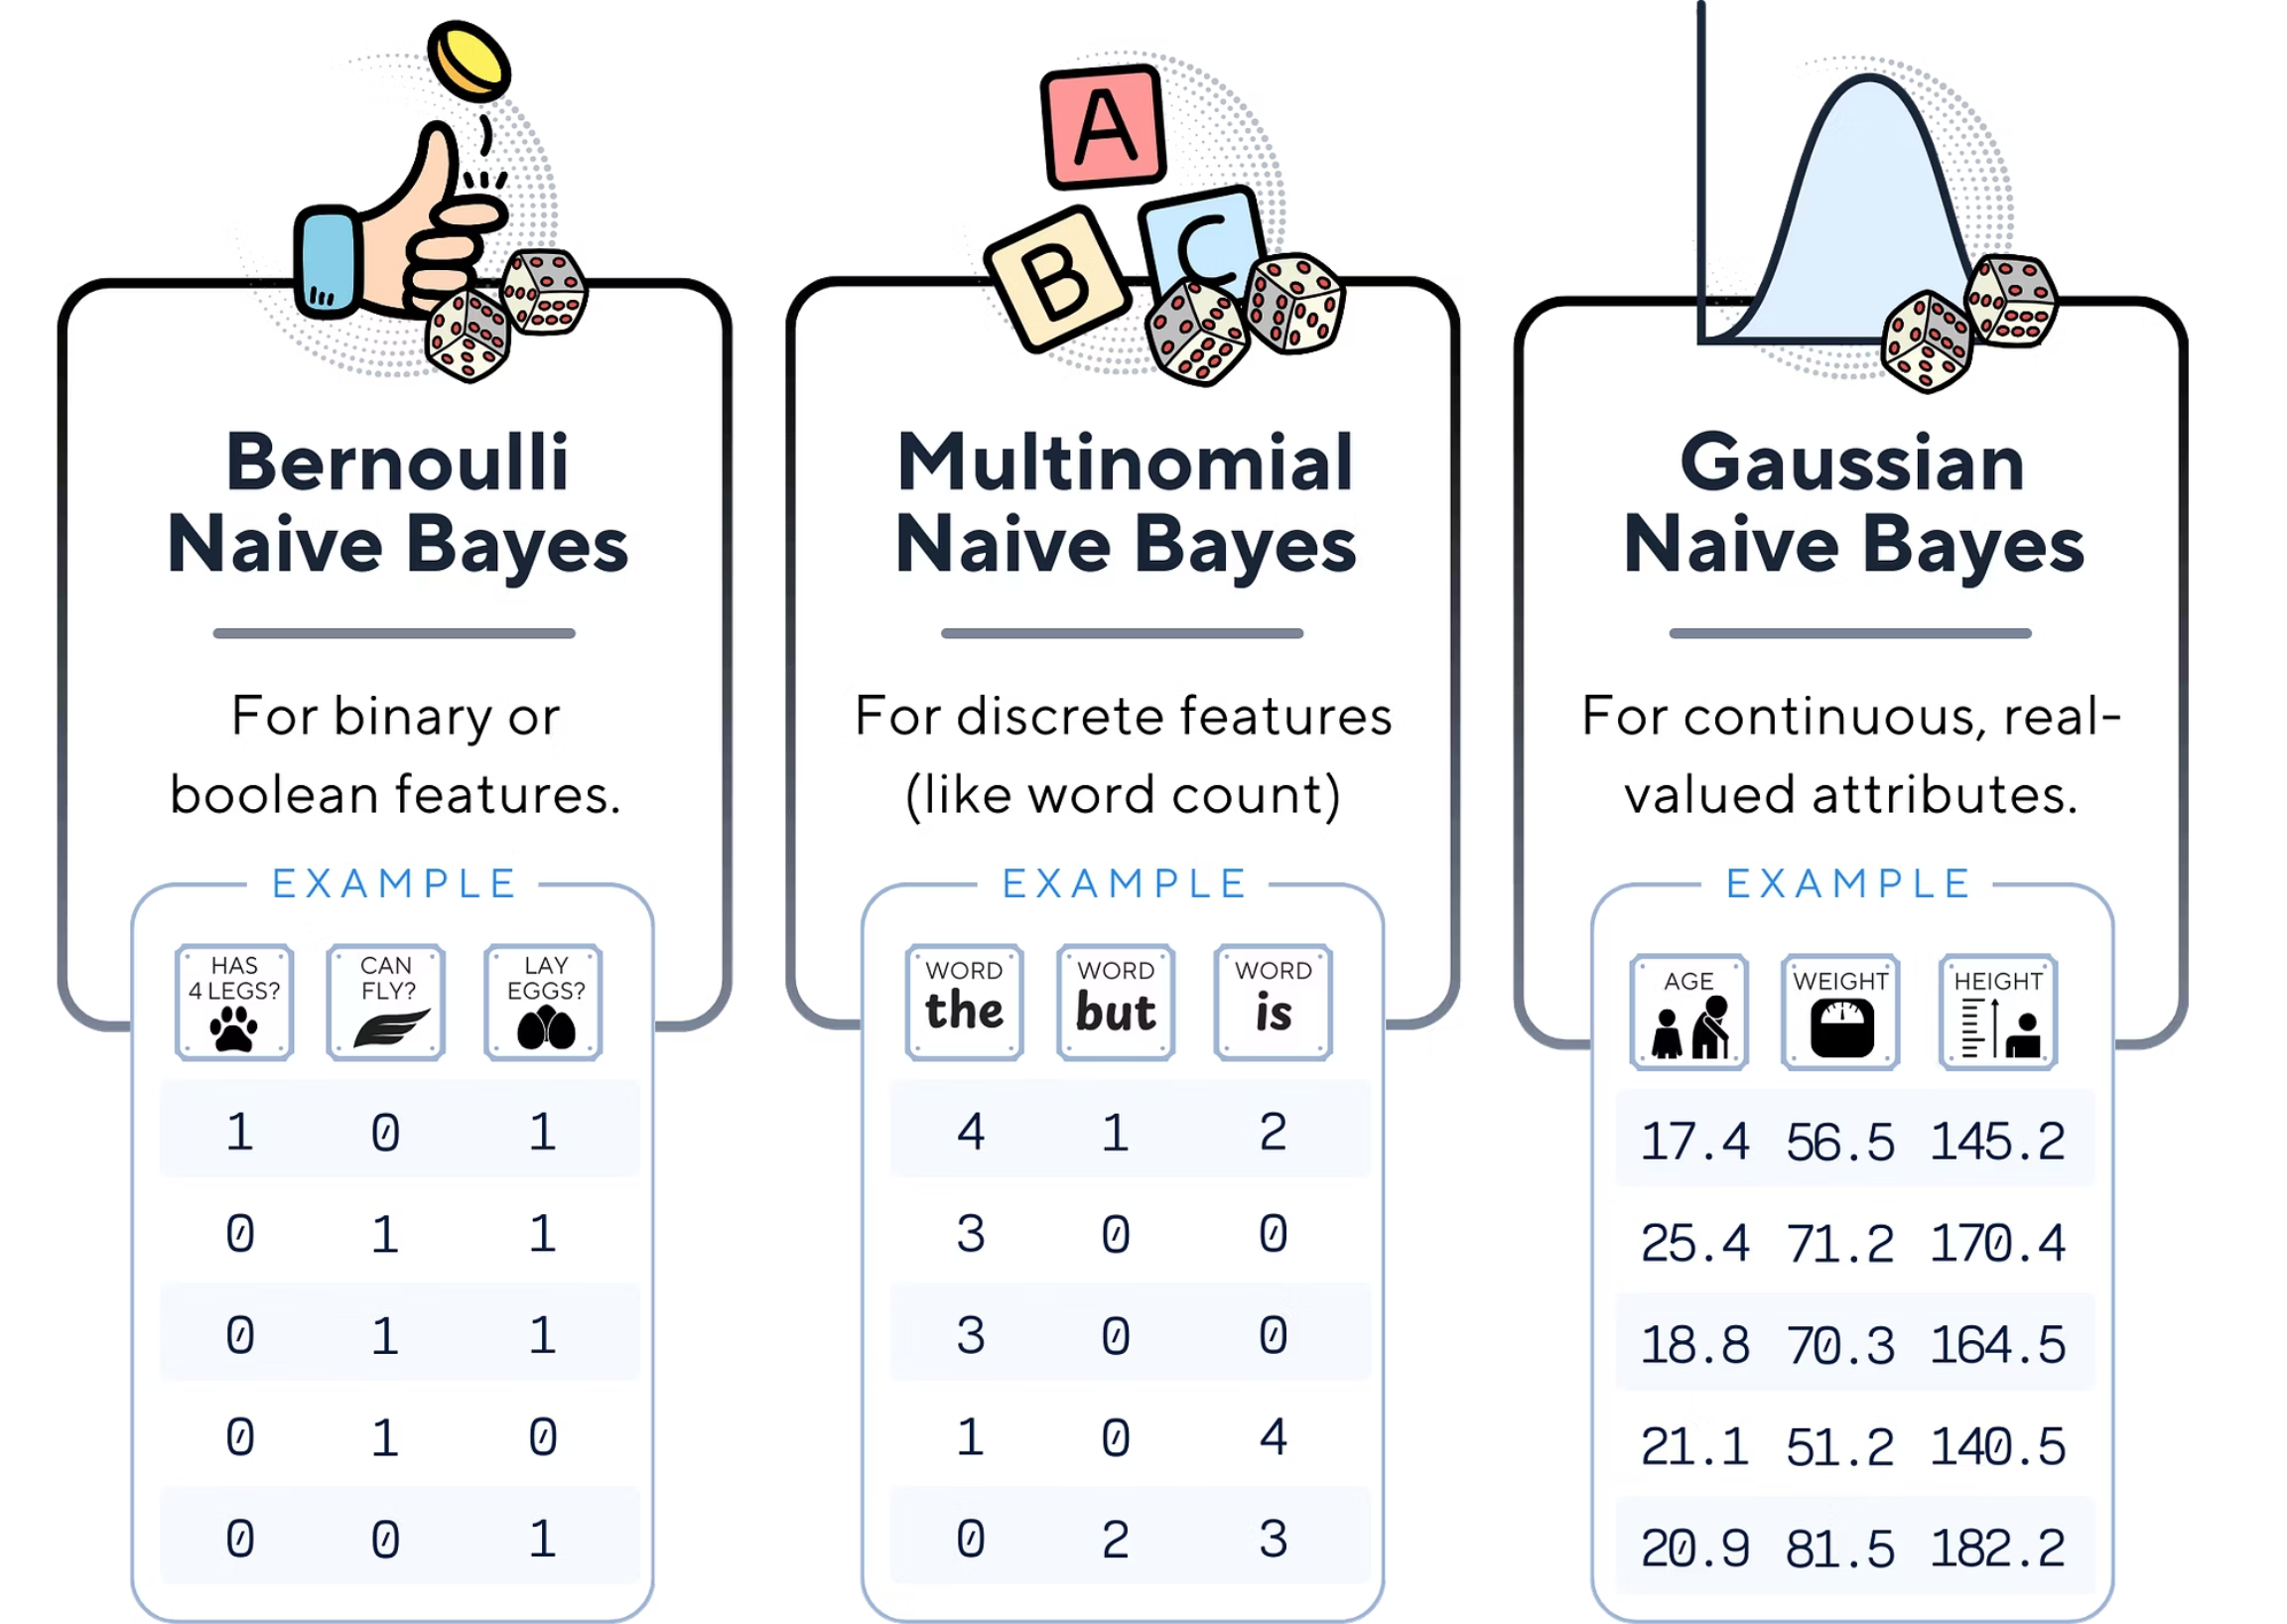 A
B
C
Bernoulli
Naive Bayes
For binary or
boolean features.
EXAMPLE
HAS
4 LEGS?
CAN
FLY?
LAY
EGGS?
1 0 1
0 1 1
0 1 1
0 1 0
0 0 1
Multinomial
Naive Bayes
For discrete features
(like word count)
EXAMPLE
WORD
the
WORD
but
WORD
is
4 1 2
3 0 0
3 0 0
1 0 4
0 2 3
Gaussian
Naive Bayes
For continuous, real-
valued attributes.
EXAMPLE
AGE
WEIGHT
HEIGHT
17.4 56.5 145.2
25.4 71.2 170.4
18.8 70.3 164.5
21.1 51.2 140.5
20.9 81.5 182.2